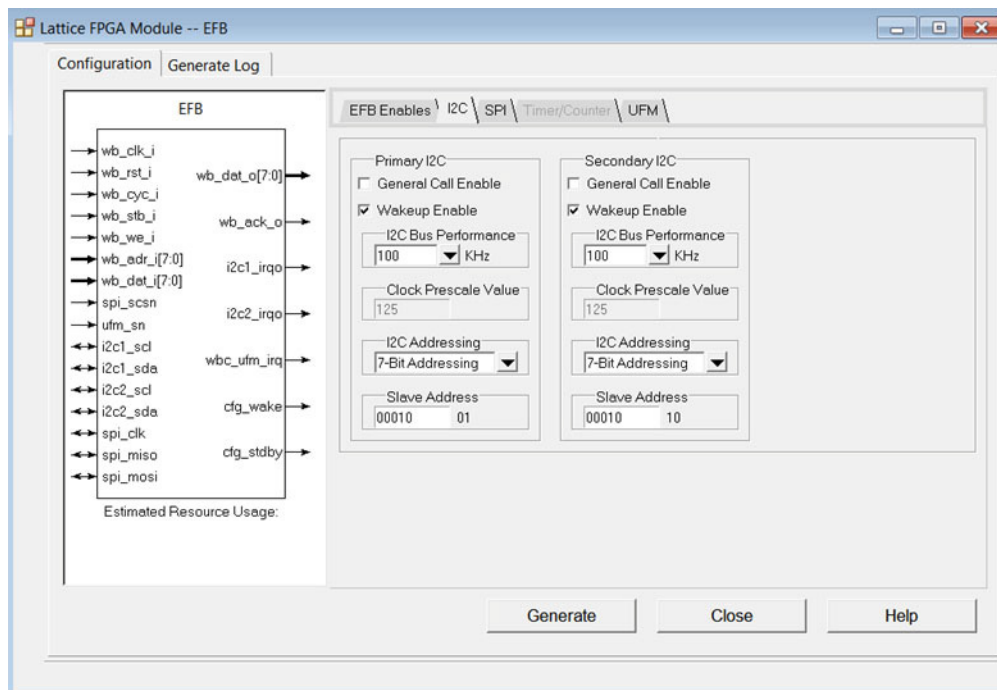 Lattice FPGA Module -- EFB
Configuration
Generate Log
EFB
wb_clk_i
wb_rst_i
wb_cyc_i
wb_stb_i
wb_we_i
wb_adr_i[7:0]
wb_dat_i[7:0]
spi_scsn
ufm_sn
i2c1_scl
i2c1_sda
i2c2_scl
i2c2_sda
spi_clk
spi_miso
spi_mosi
wb_dat_o[7:0]
wb_ack_o
i2c1_irqo
i2c2_irqo
wbc_ufm_irq
cfg_wake
cfg_stdby
Estimated Resource Usage:
EFB Enables
I2C
SPI
Timer/Counter
UFM
Primary I2C
General Call Enable
Wakeup Enable
I2C Bus Performance
100 KHz
Clock Prescale Value
125
I2C Addressing
7-Bit Addressing
Slave Address
00010 01
Secondary I2C
General Call Enable
Wakeup Enable
I2C Bus Performance
100 KHz
Clock Prescale Value
125
I2C Addressing
7-Bit Addressing
Slave Address
00010 10
Generate
Close
Help